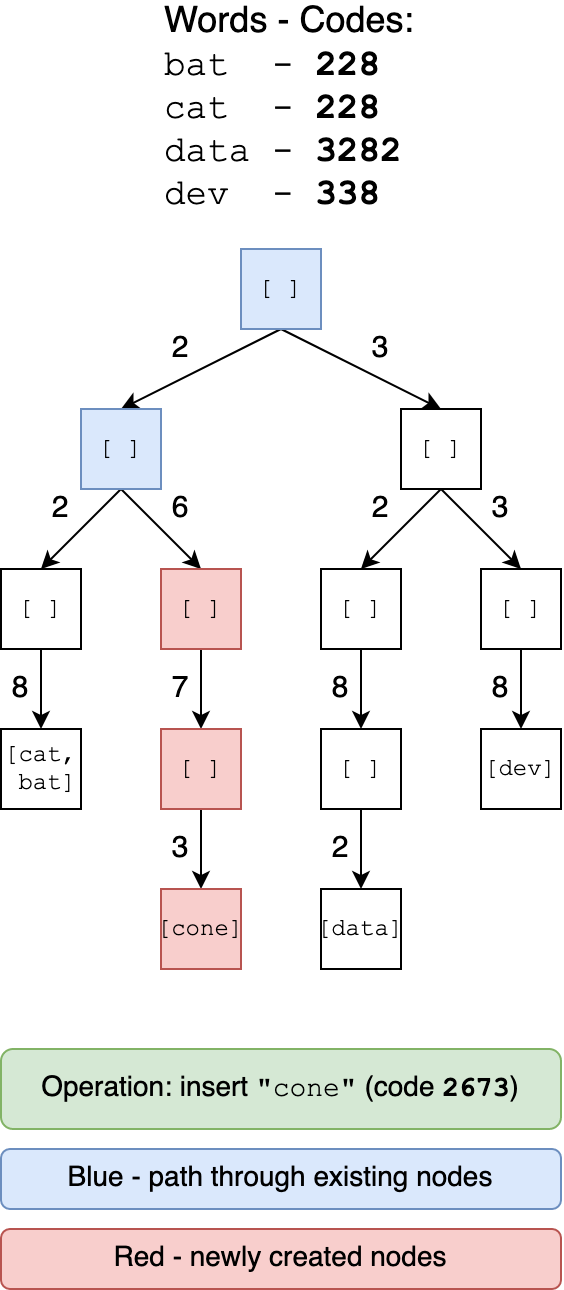 Words - Codes:
bat - 228
cat - 228
data - 3282
dev - 338
[ ]
2 3
[ ] [ ]
2 6 2 3
[ ] [ ] [ ] [ ]
8 7 8 8
[cat,
bat]
[ ] [ ] [dev]
3 2
[cone] [data]
Operation: insert "cone" (code 2673)
Blue - path through existing nodes
Red - newly created nodes